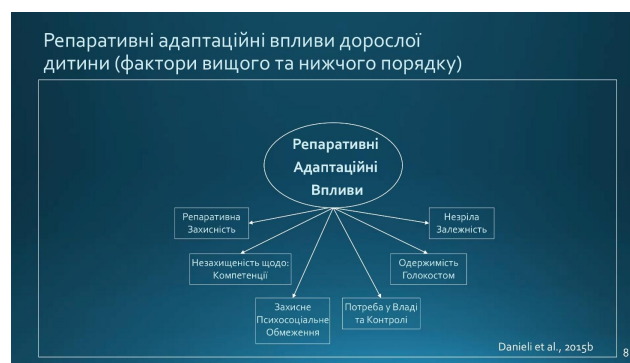 Репаративні адаптаційні впливи дорослої
дитини (фактори вищого та нижчого порядку)
Репаративні
Адаптаційні
Впливи
Репаративна
Захисність
Незріла
Залежність
Незахищеність щодо:
Компетенції
Одержимість
Голокостом
Захисне
Психосоціальне
Обмеження
Потреба у Владі
та Контролі
Danieli et al., 2015b
8